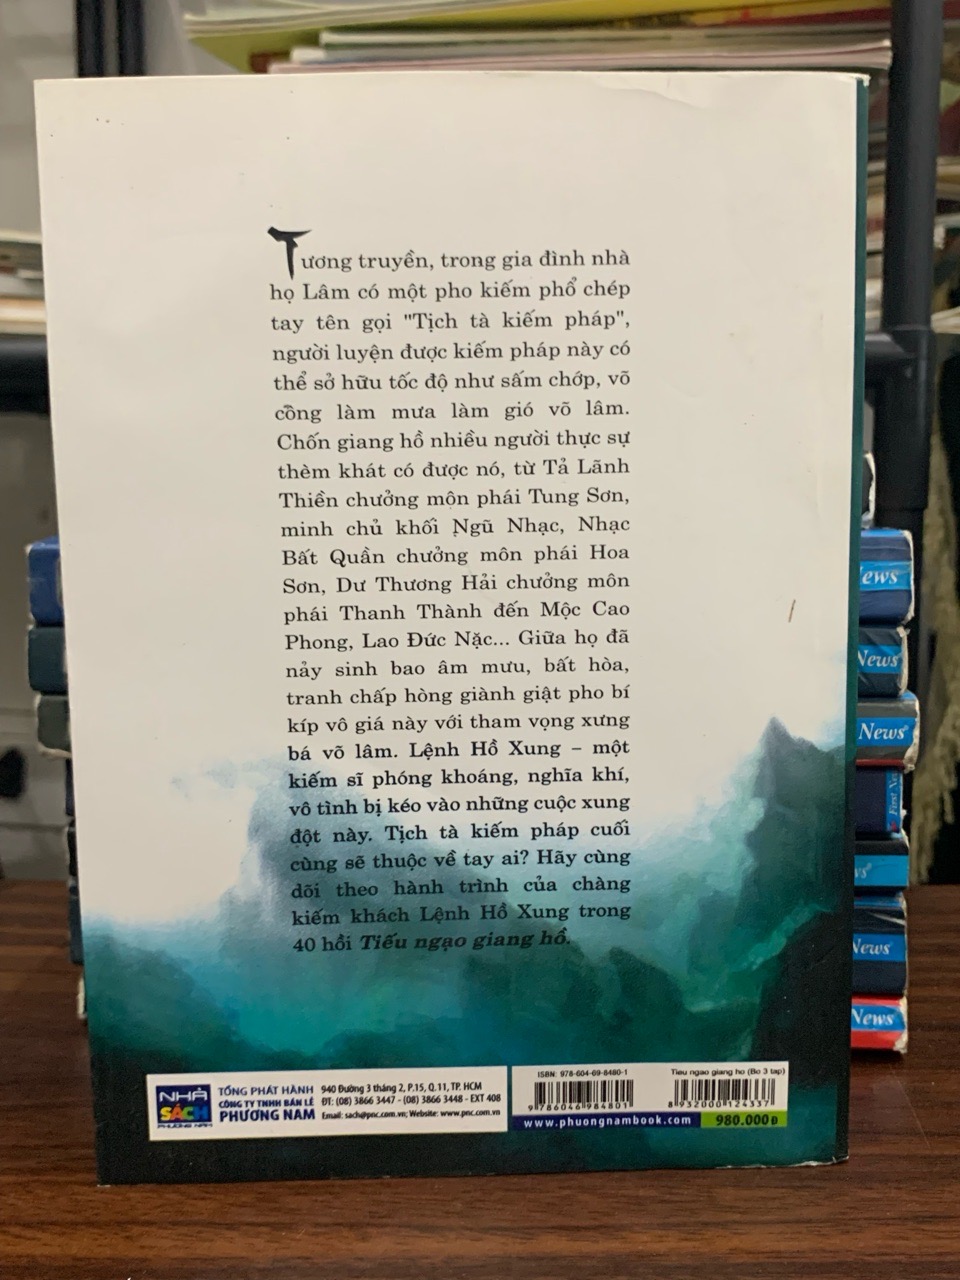 Tương truyền, trong gia đình nhà
họ Lâm có một pho kiếm phổ chép
tay tên gọi "Tịch tà kiếm pháp",
người luyện được kiếm pháp này có
thể sở hữu tốc độ như sấm chớp, võ
công làm mưa làm gió võ lâm.
Chốn giang hồ nhiều người thực sự
thèm khát có được nó, từ Tả Lãnh
Thiền chưởng môn phái Tung Sơn,
minh chủ khối Ngũ Nhạc, Nhạc
Bất Quần chưởng môn phái Hoa
Sơn, Dư Thương Hải chưởng môn
phái Thanh Thành đến Mộc Cao
Phong, Lao Đức Nặc... Giữa họ đã
nảy sinh bao âm mưu, bất hòa,
tranh chấp hòng giành giật pho bí
kíp vô giá này với tham vọng xưng
bá võ lâm. Lệnh Hồ Xung – một
kiếm sĩ phóng khoáng, nghĩa khí,
vô tình bị kéo vào những cuộc xung
đột này. Tịch tà kiếm pháp cuối
cùng sẽ thuộc về tay ai? Hãy cùng
dõi theo hành trình của chàng
kiếm khách Lệnh Hồ Xung trong
40 hồi Tiếu ngạo giang hồ.
NHÀ
SÁCH
PHƯƠNG NAM
TỔNG PHÁT HÀNH
CÔNG TY TNHH BÁN LẺ
PHƯƠNG NAM
940 Đường 3 tháng 2, P.15, Q.11, TP. HCM
ĐT: (08) 3866 3447 - (08) 3866 3448 - EXT 408
Email: sach@pnc.com.vn; Website: www.pnc.com.vn
ISBN: 978-604-69-8480-1
9 786046 984801
Tieu ngao giang ho (Bo 3 tap)
8 932000 124337
www.phuongnambook.com
980.000 Đ
ews
News
News
First New
vs
News
News